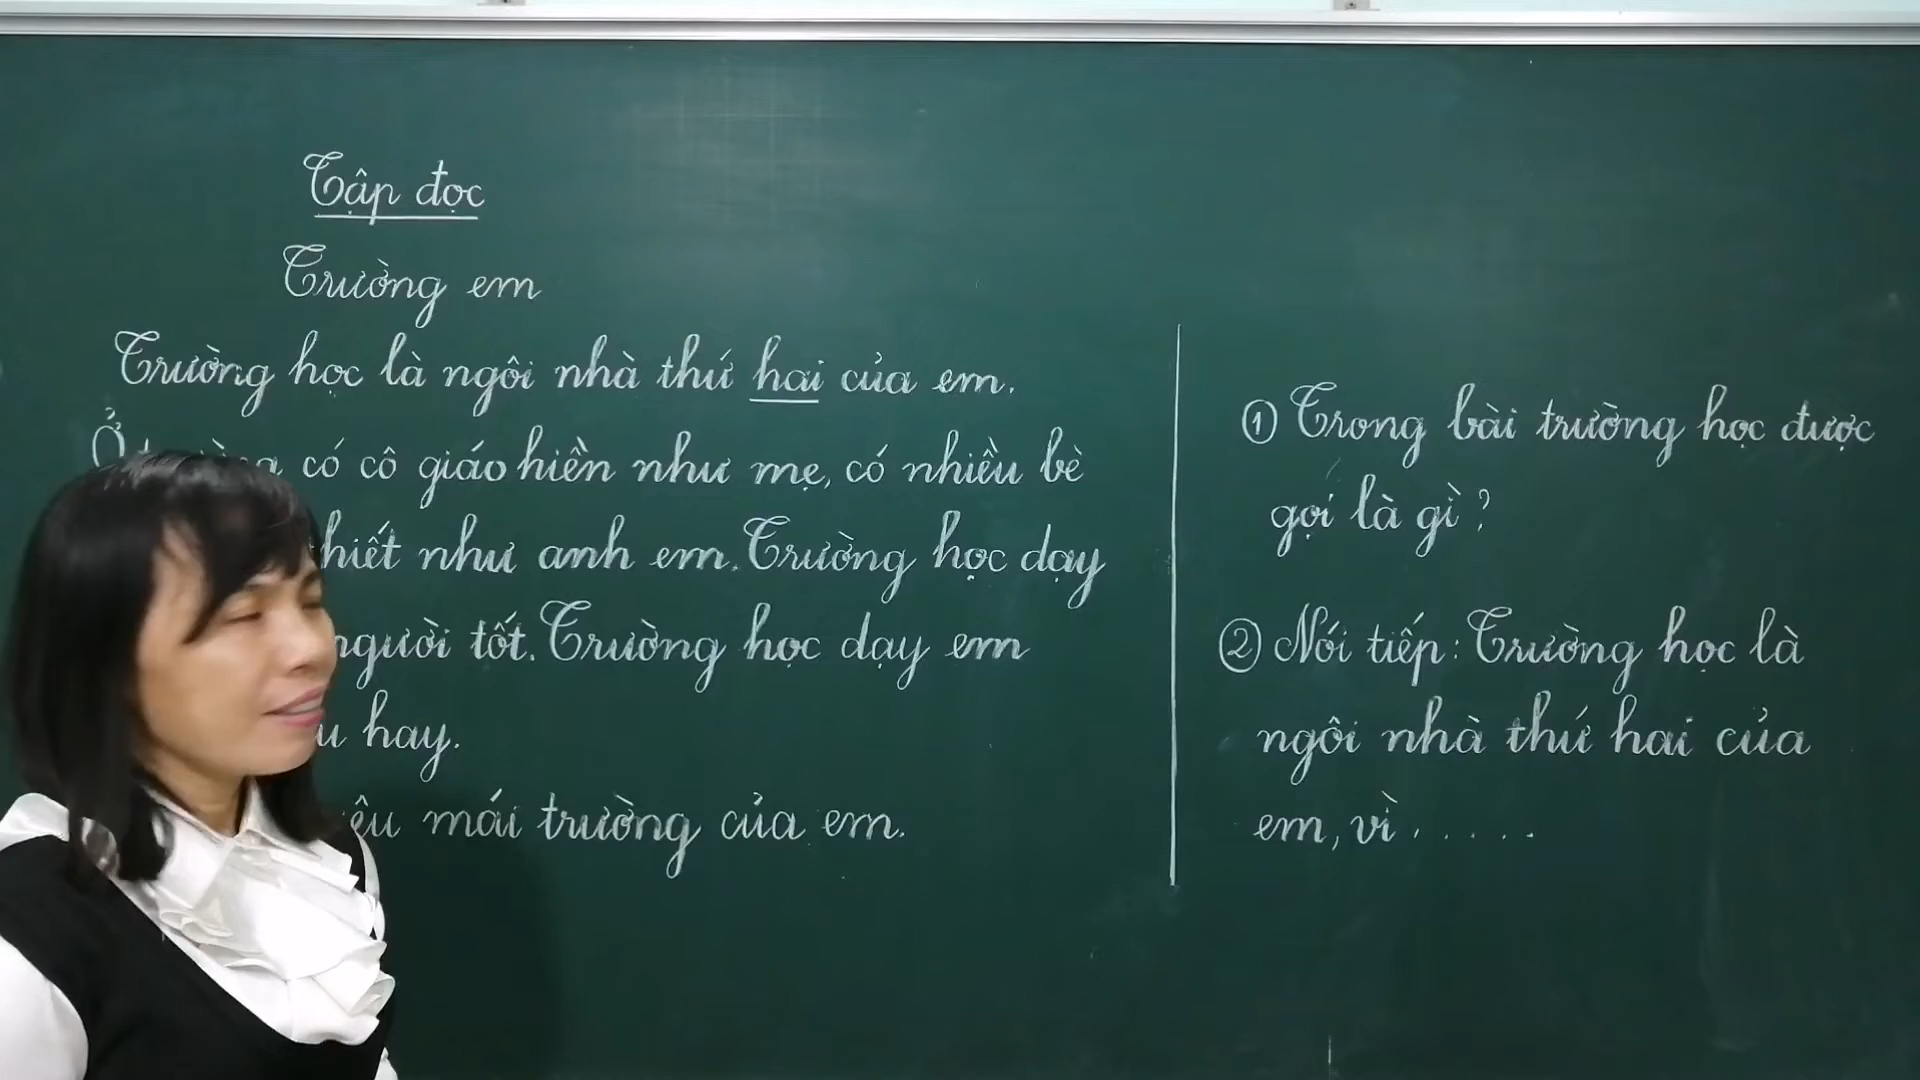 Tập đọc
Trường em
Trường học là ngôi nhà thứ hai của em.
Ở có cô giáo hiền như mẹ, có nhiều bè
như anh em. Trường học dạy
người tốt. Trường học dạy em
hay.
mái trường của em.
① Trong bài trường học được
gọi là gì?
② Nói tiếp: Trường học là
ngôi nhà thứ hai của
em, vì . . . . .